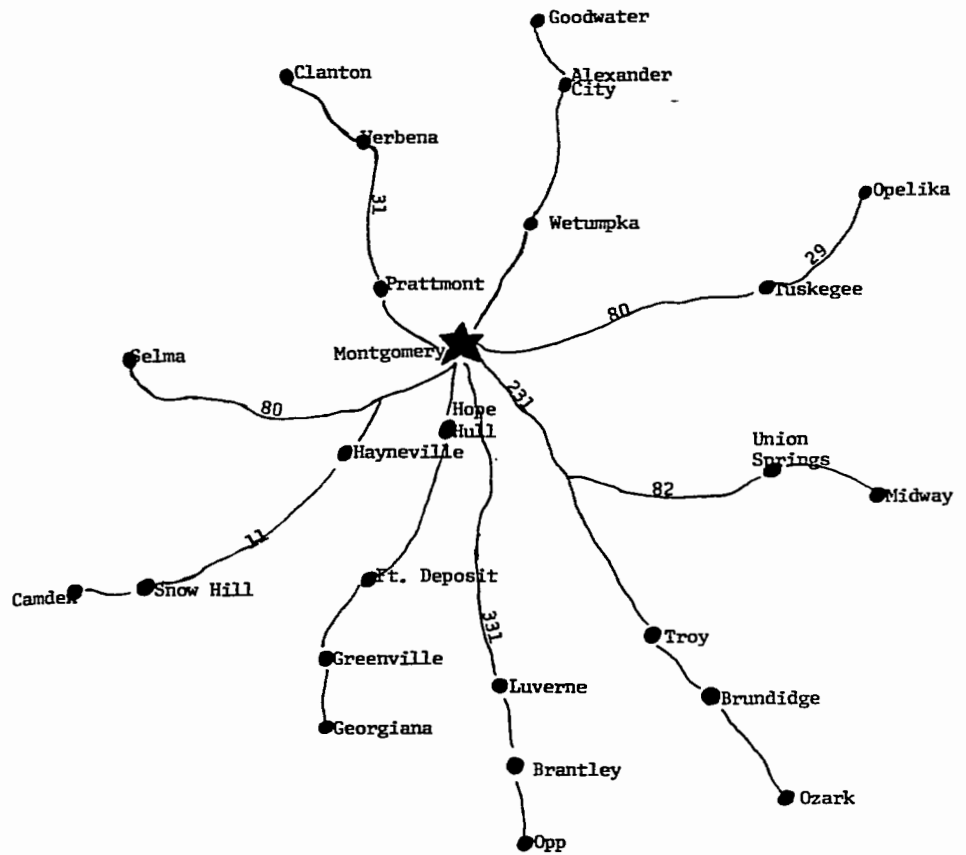 Goodwater
Clanton
Alexander
City
Verbena
Opelika
31
Wetumpka
29
Prattmont
Tuskegee
80
Montgomery
Selma
231
80
Hope
Hull
Union
Springs
Hayneville
82
Midway
11
Ft. Deposit
Snow Hill
Camden
331
Troy
Greenville
Luverne
Brundidge
Georgiana
Brantley
Ozark
Opp